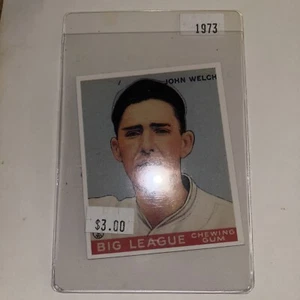 1973
JOHN WELCH
$3.00
BIG LEAGUE CHEWING
GUM